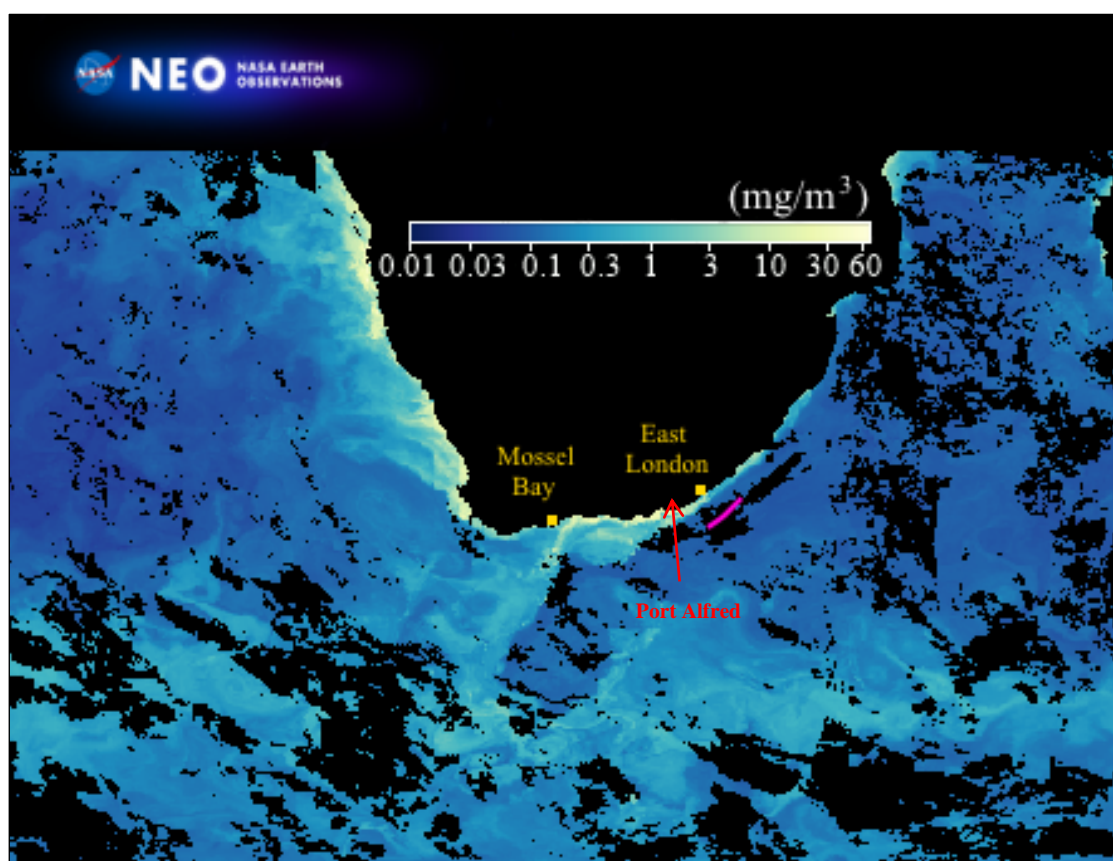 NASA
NEO
NASA EARTH
OBSERVATIONS
(mg/m³)
0.01 0.03 0.1 0.3 1 3 10 30 60
Mossel
Bay
East
London
Port Alfred